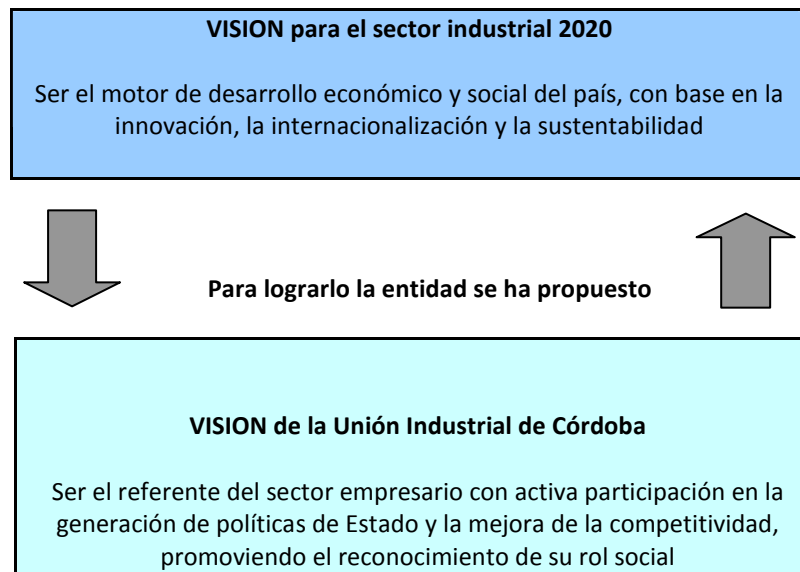 VISION para el sector industrial 2020
Ser el motor de desarrollo económico y social del país, con base en la
innovación, la internacionalización y la sustentabilidad
Para lograrlo la entidad se ha propuesto
VISION de la Unión Industrial de Córdoba
Ser el referente del sector empresario con activa participación en la
generación de políticas de Estado y la mejora de la competitividad,
promoviendo el reconocimiento de su rol social